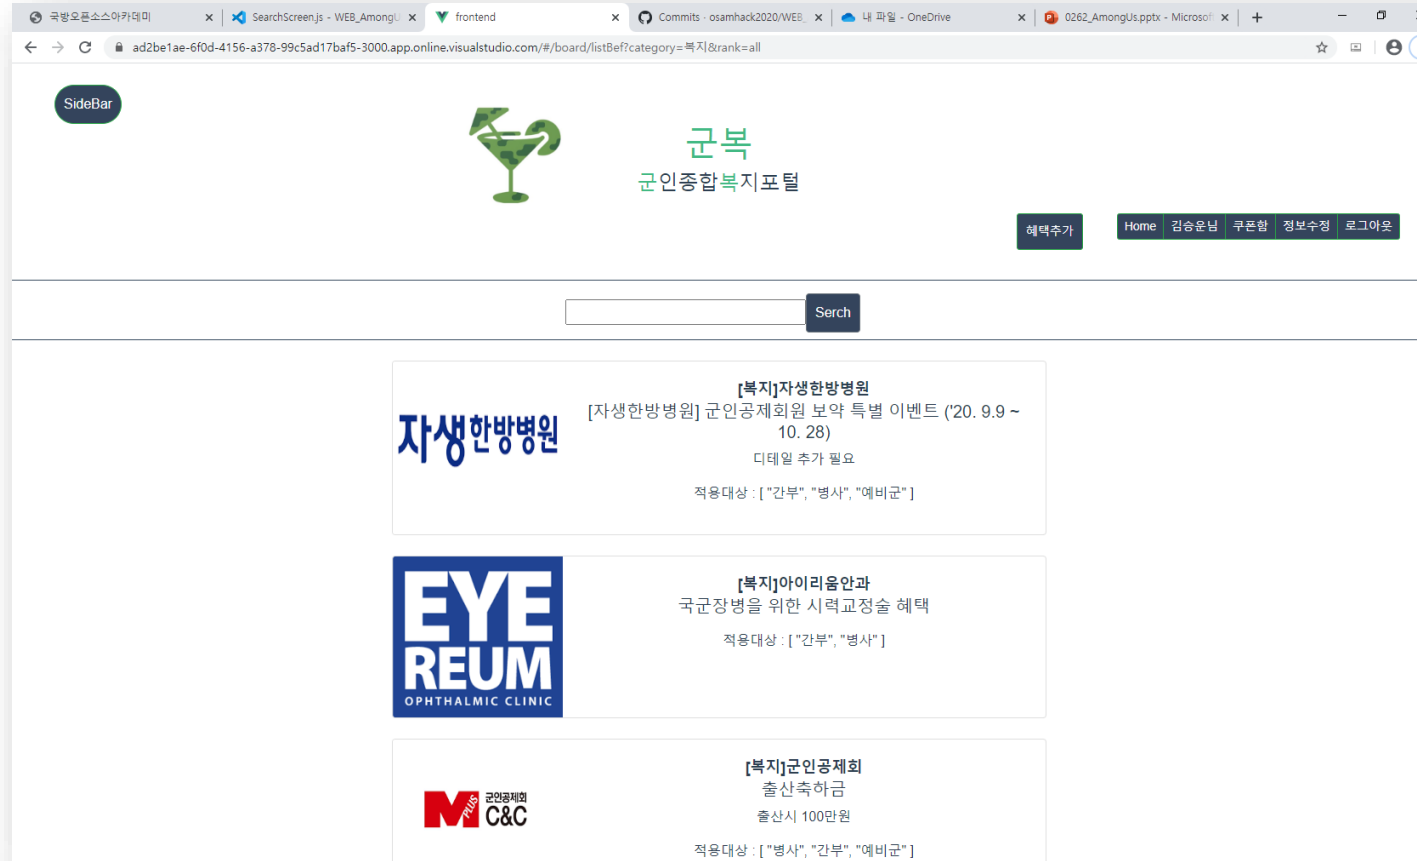 국방오픈소스아카데미
SearchScreen.js - WEB_AmongU
frontend
Commits · osamhack2020/WEB_
내 파일 - OneDrive
0262_AmongUs.pptx - Microsof
ad2be1ae-6f0d-4156-a378-99c5ad17baf5-3000.app.online.visualstudio.com/#/board/listBef?category=복지&rank=all
SideBar
군복
군인종합복지포털
혜택추가
Home 김승운님 쿠폰함 정보수정 로그아웃
Serch
자생한방병원
[복지]자생한방병원
[자생한방병원] 군인공제회원 보약 특별 이벤트 ('20. 9.9 ~
10. 28)
디테일 추가 필요
적용대상 : [ "간부", "병사", "예비군" ]
EYE
REUM
OPHTHALMIC CLINIC
[복지]아이리움안과
국군장병을 위한 시력교정술 혜택
적용대상 : [ "간부", "병사" ]
M PLUS 군인공제회
C&C
[복지]군인공제회
출산축하금
출산시 100만원
적용대상 : [ "병사", "간부", "예비군" ]